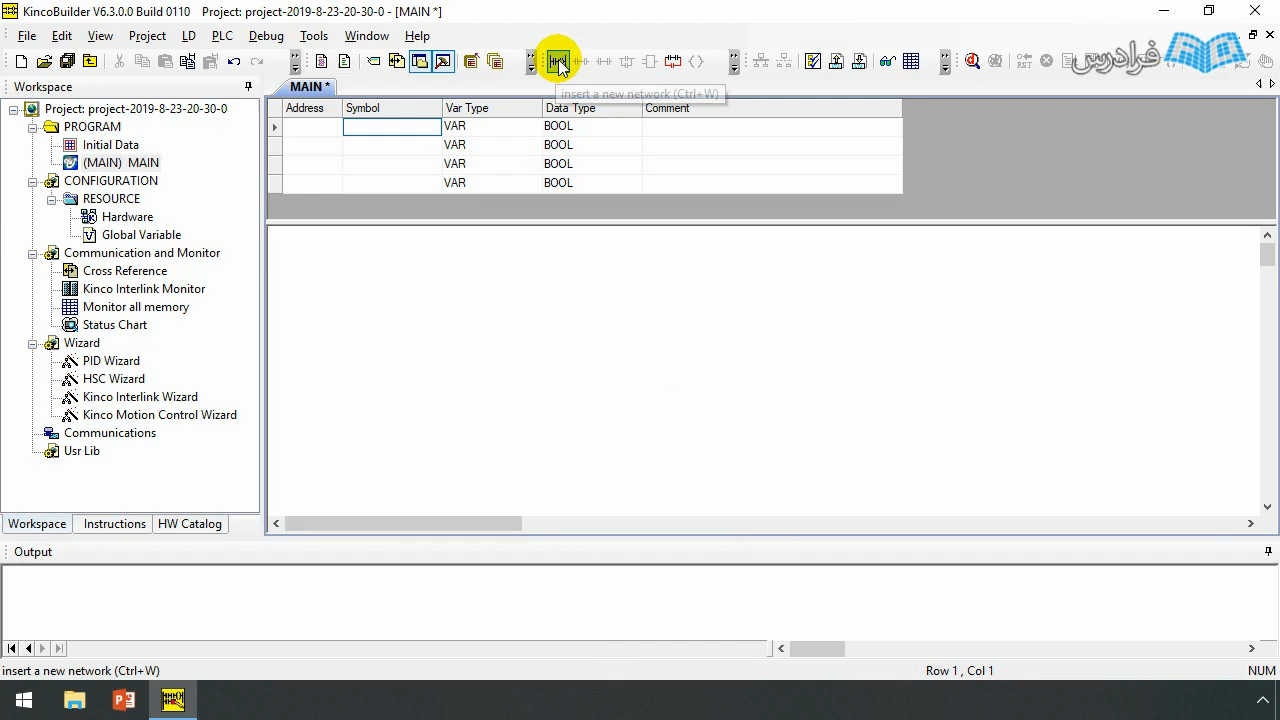 KincoBuilder V6.3.0.0 Build 0110    Project: project-2019-8-23-20-30-0 - [MAIN *]
File Edit View Project LD PLC Debug Tools Window Help
فرادرس
Workspace
MAIN *
insert a new network (Ctrl+W)
Address Symbol Var Type Data Type Comment
VAR BOOL
VAR BOOL
VAR BOOL
VAR BOOL
Project: project-2019-8-23-20-30-0
PROGRAM
Initial Data
(MAIN) MAIN
CONFIGURATION
RESOURCE
Hardware
Global Variable
Communication and Monitor
Cross Reference
Kinco Interlink Monitor
Monitor all memory
Status Chart
Wizard
PID Wizard
HSC Wizard
Kinco Interlink Wizard
Kinco Motion Control Wizard
Communications
Usr Lib
Workspace Instructions HW Catalog
Output
insert a new network (Ctrl+W)
Row 1 , Col 1
NUM